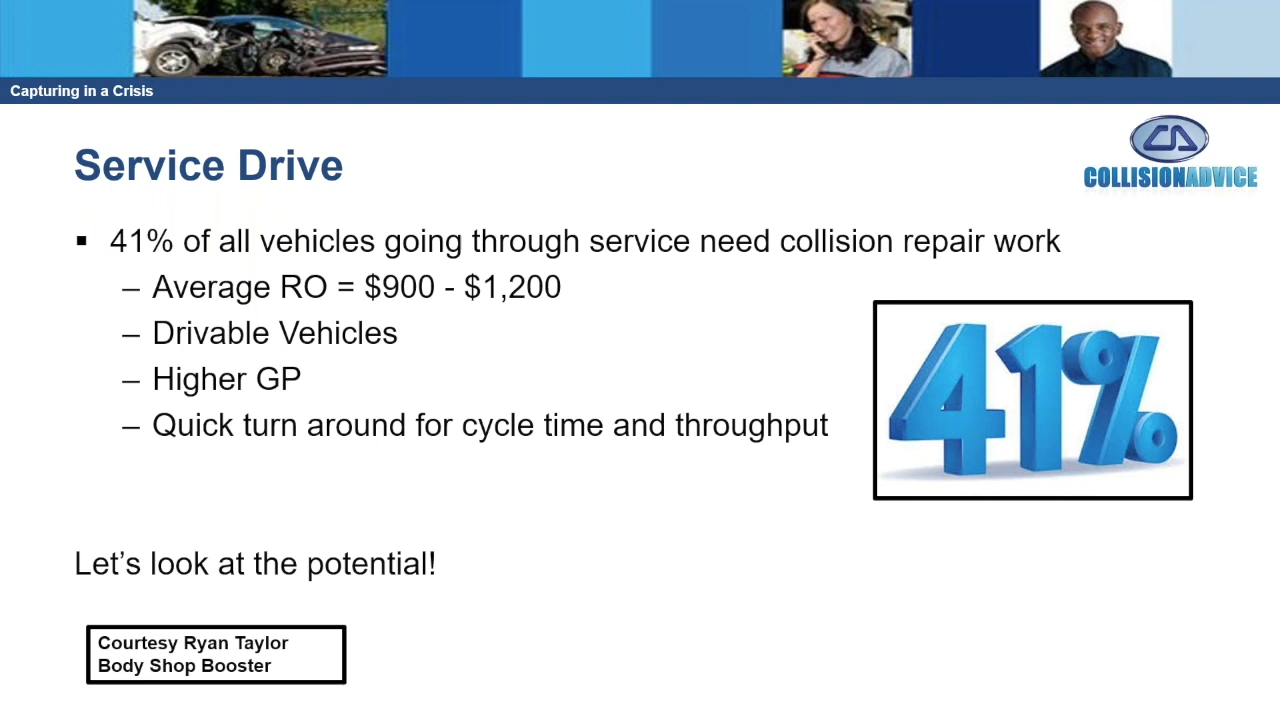 Capturing in a Crisis
COLLISIONADVICE
Service Drive
▪ 41% of all vehicles going through service need collision repair work
– Average RO = $900 - $1,200
– Drivable Vehicles
– Higher GP
– Quick turn around for cycle time and throughput
41%
Let’s look at the potential!
Courtesy Ryan Taylor
Body Shop Booster